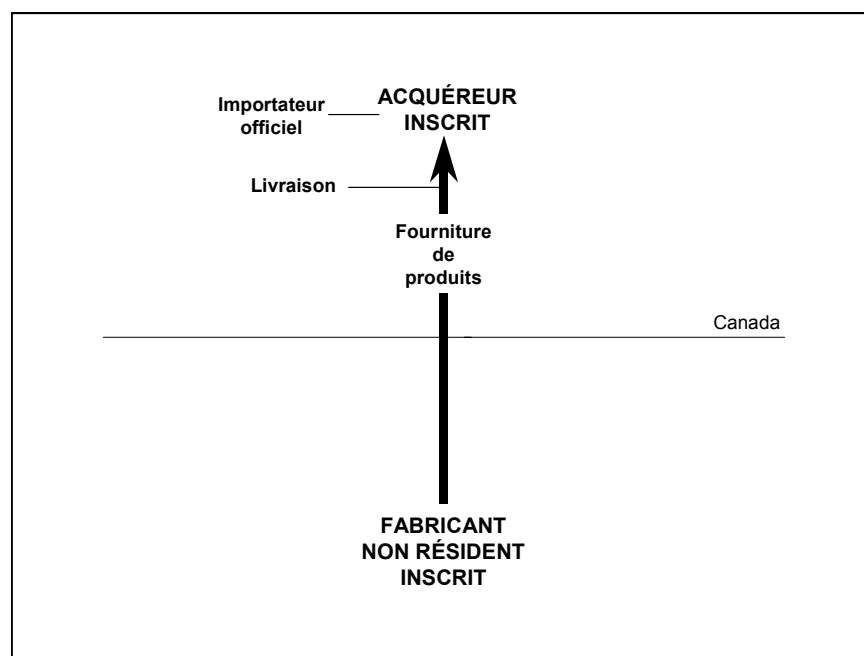 Importateur
officiel
ACQUÉREUR
INSCRIT
Livraison
Fourniture
de
produits
Canada
FABRICANT
NON RÉSIDENT
INSCRIT